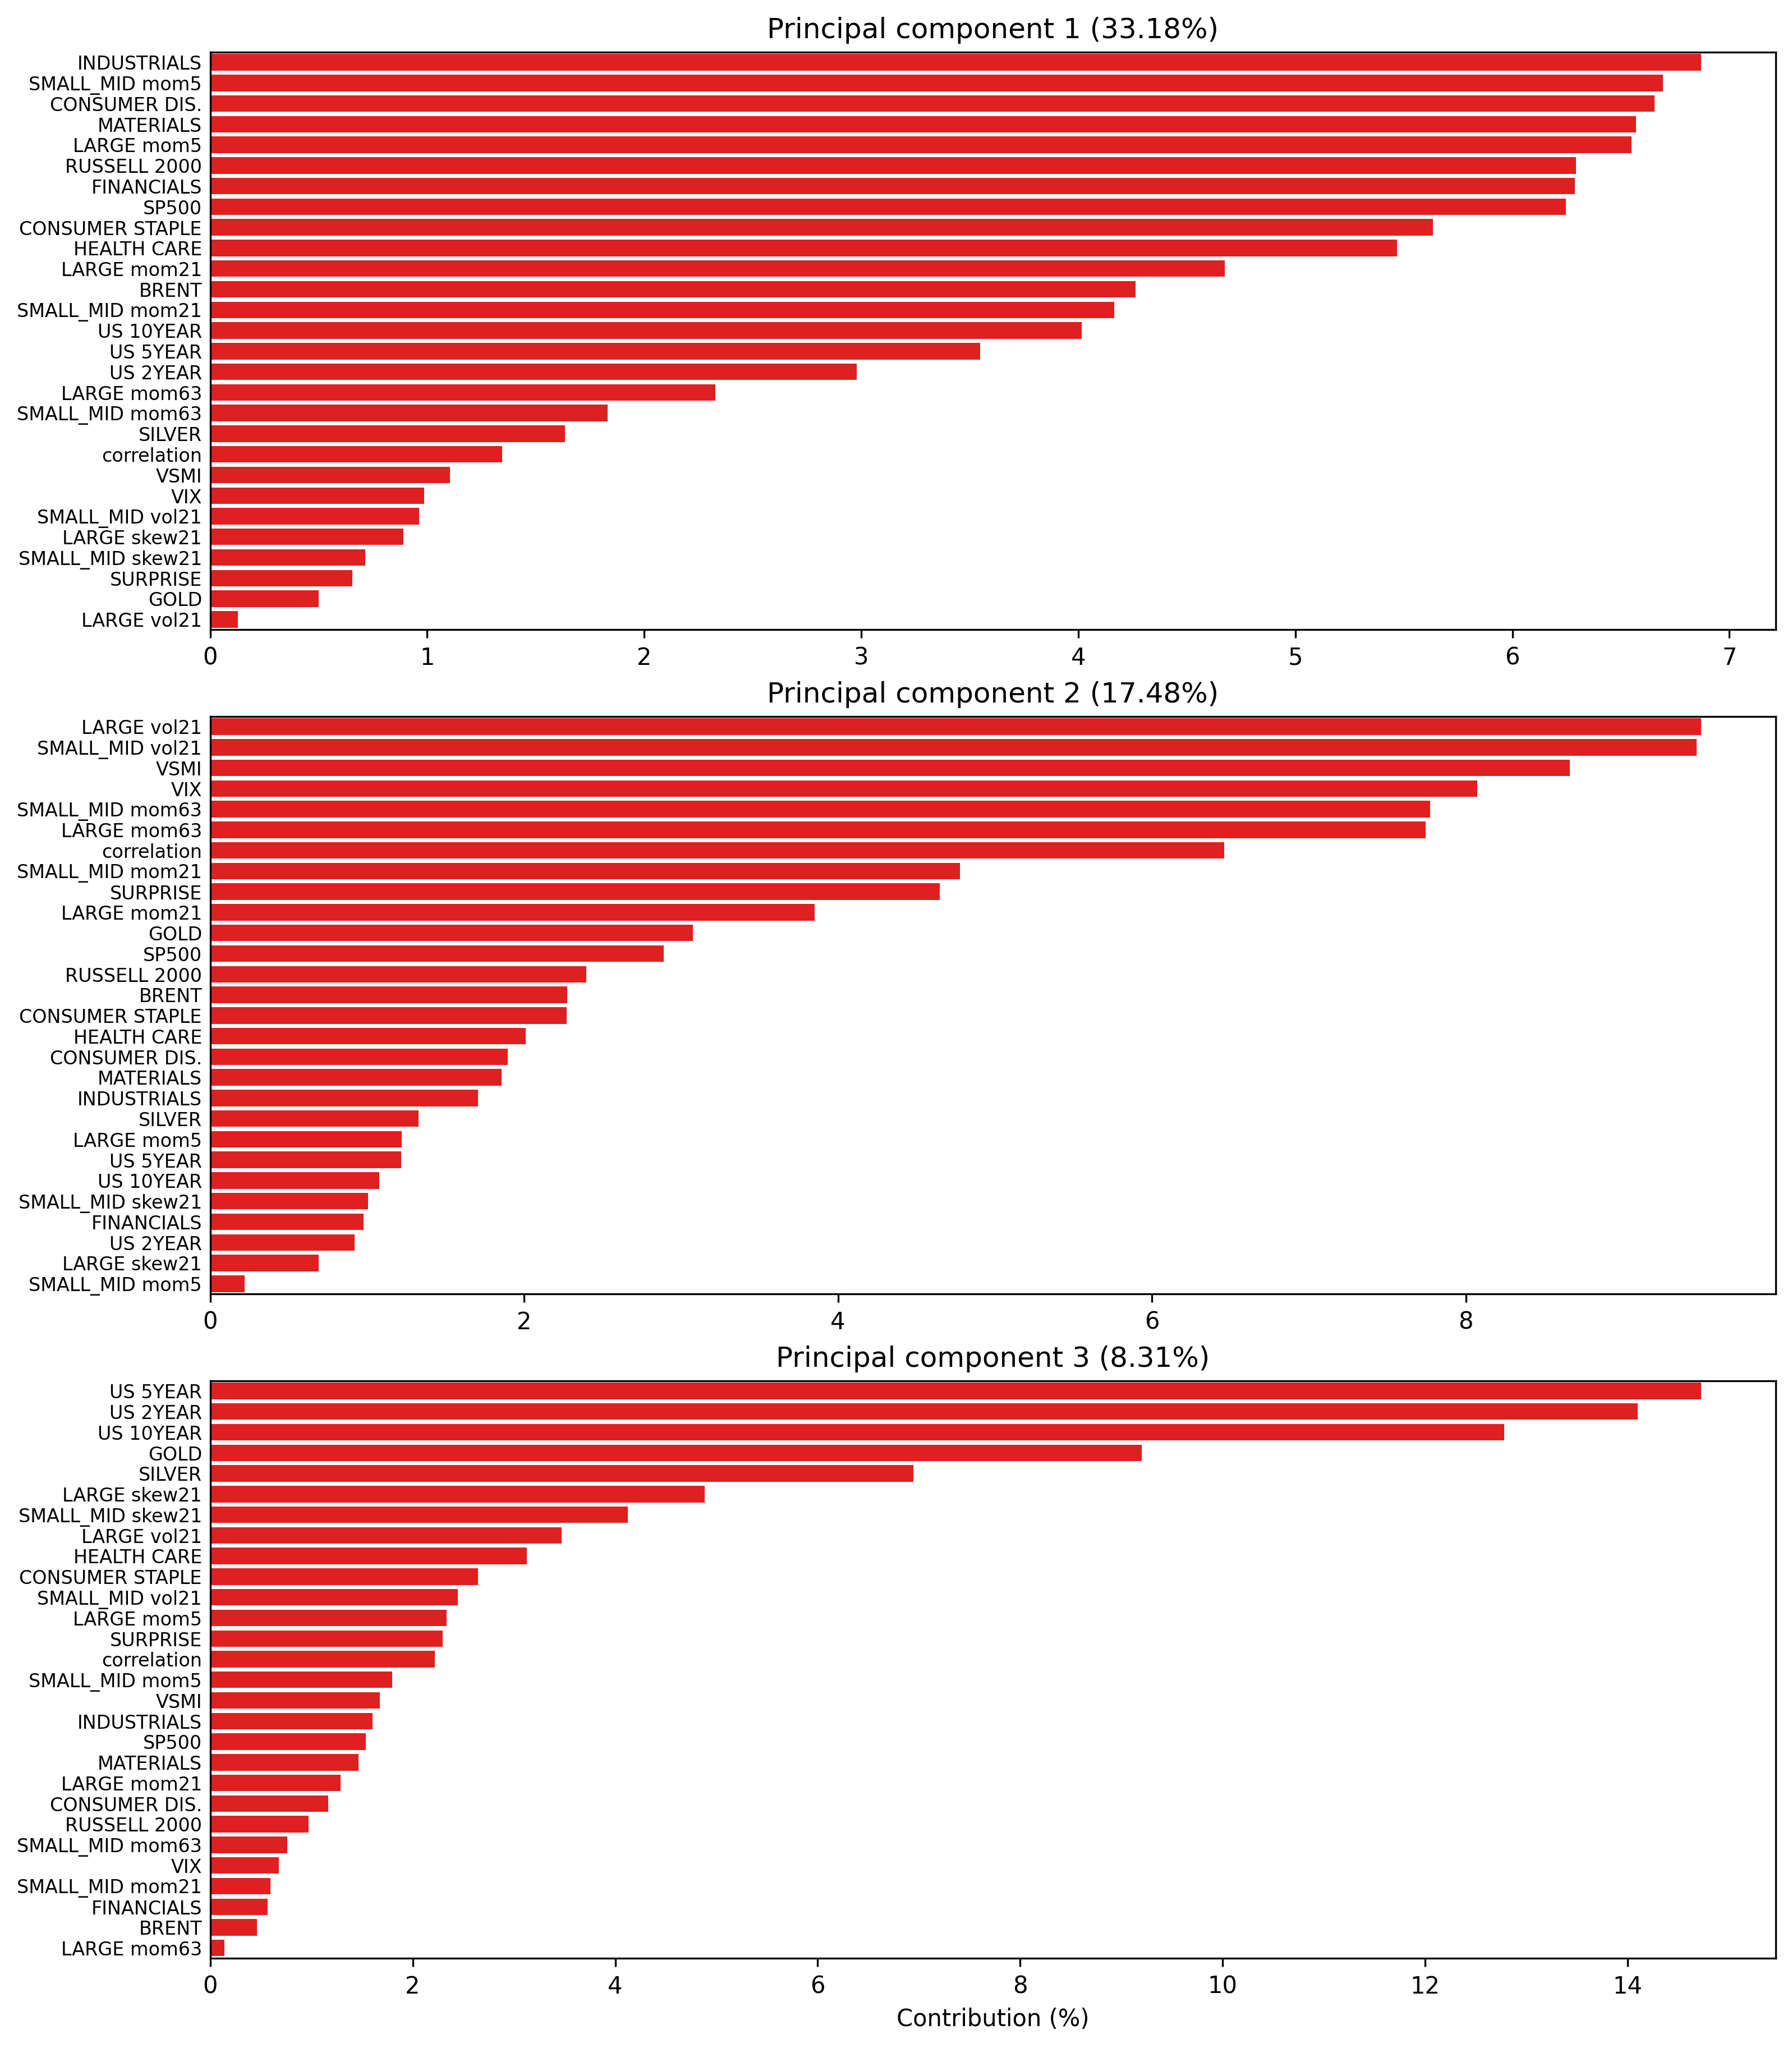 Principal component 1 (33.18%)
INDUSTRIALS
SMALL_MID mom5
CONSUMER DIS.
MATERIALS
LARGE mom5
RUSSELL 2000
FINANCIALS
SP500
CONSUMER STAPLE
HEALTH CARE
LARGE mom21
BRENT
SMALL_MID mom21
US 10YEAR
US 5YEAR
US 2YEAR
LARGE mom63
SMALL_MID mom63
SILVER
correlation
VSMI
VIX
SMALL_MID vol21
LARGE skew21
SMALL_MID skew21
SURPRISE
GOLD
LARGE vol21
0 1 2 3 4 5 6 7
Principal component 2 (17.48%)
LARGE vol21
SMALL_MID vol21
VSMI
VIX
SMALL_MID mom63
LARGE mom63
correlation
SMALL_MID mom21
SURPRISE
LARGE mom21
GOLD
SP500
RUSSELL 2000
BRENT
CONSUMER STAPLE
HEALTH CARE
CONSUMER DIS.
MATERIALS
INDUSTRIALS
SILVER
LARGE mom5
US 5YEAR
US 10YEAR
SMALL_MID skew21
FINANCIALS
US 2YEAR
LARGE skew21
SMALL_MID mom5
0 2 4 6 8
Principal component 3 (8.31%)
US 5YEAR
US 2YEAR
US 10YEAR
GOLD
SILVER
LARGE skew21
SMALL_MID skew21
LARGE vol21
HEALTH CARE
CONSUMER STAPLE
SMALL_MID vol21
LARGE mom5
SURPRISE
correlation
SMALL_MID mom5
VSMI
INDUSTRIALS
SP500
MATERIALS
LARGE mom21
CONSUMER DIS.
RUSSELL 2000
SMALL_MID mom63
VIX
SMALL_MID mom21
FINANCIALS
BRENT
LARGE mom63
0 2 4 6 8 10 12 14
Contribution (%)